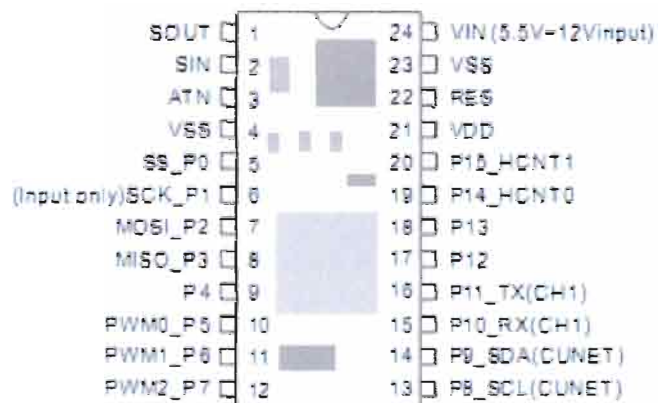 SOUT 1 24 VIN (5.5V-12Vinput)
SIN 2 23 VSS
ATN 3 22 RES
VSS 4 21 VDD
SS_P0 5 20 P15_HCNT1
(Input only)SCK_P1 6 19 P14_HCNT0
MOSI_P2 7 18 P13
MISO_P3 8 17 P12
P4 9 16 P11_TX(CH1)
PWM0_P5 10 15 P10_RX(CH1)
PWM1_P6 11 14 P9_SDA(CUNET)
PWM2_P7 12 13 P8_SCL(CUNET)